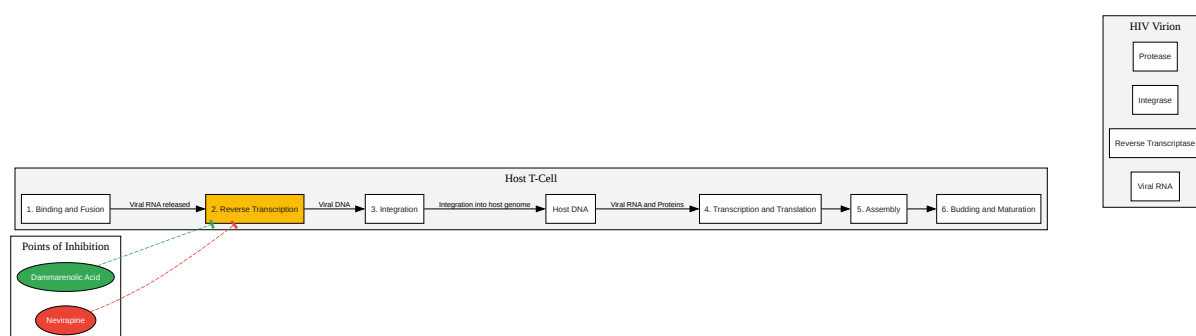 HIV Virion
Protease
Integrase
Reverse Transcriptase
Viral RNA
Host T-Cell
1. Binding and Fusion
Viral RNA released
2. Reverse Transcription
Viral DNA
3. Integration
Integration into host genome
Host DNA
Viral RNA and Proteins
4. Transcription and Translation
5. Assembly
6. Budding and Maturation
Points of Inhibition
Dammarenolic Acid
Nevirapine